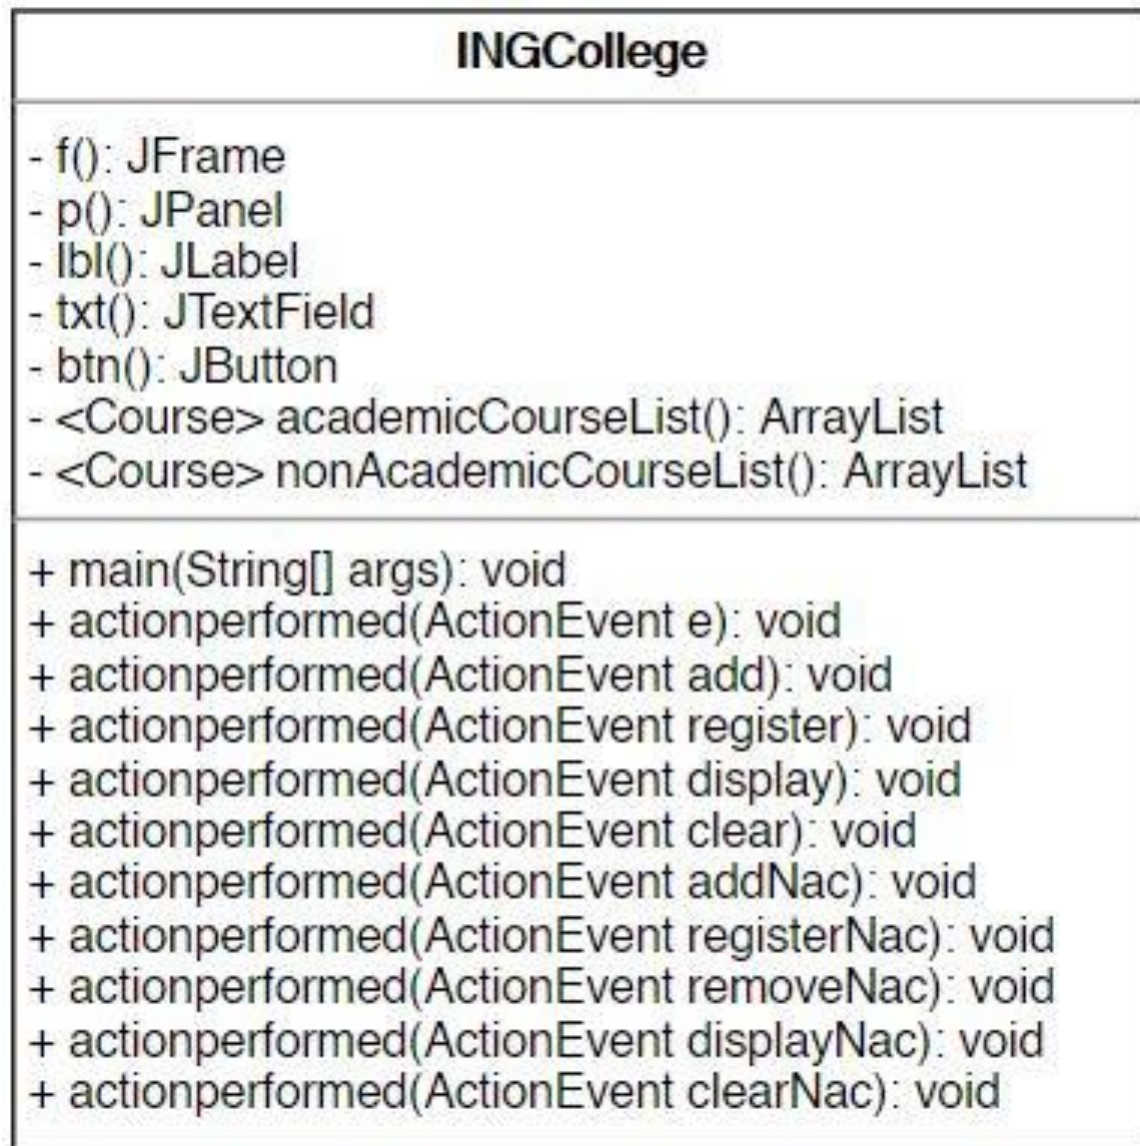 INGCollege
- f(): JFrame
- p(): JPanel
- lbl(): JLabel
- txt(): JTextField
- btn(): JButton
- <Course> academicCourseList(): ArrayList
- <Course> nonAcademicCourseList(): ArrayList
+ main(String[] args): void
+ actionperformed(ActionEvent e): void
+ actionperformed(ActionEvent add): void
+ actionperformed(ActionEvent register): void
+ actionperformed(ActionEvent display): void
+ actionperformed(ActionEvent clear): void
+ actionperformed(ActionEvent addNac): void
+ actionperformed(ActionEvent registerNac): void
+ actionperformed(ActionEvent removeNac): void
+ actionperformed(ActionEvent displayNac): void
+ actionperformed(ActionEvent clearNac): void